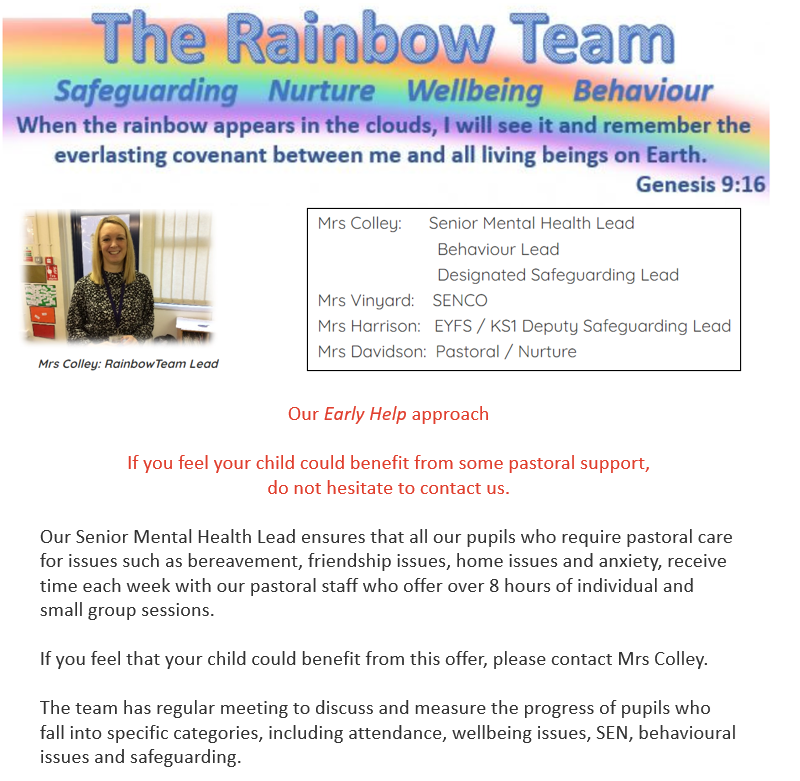 The Rainbow Team
Safeguarding Nurture Wellbeing Behaviour
When the rainbow appears in the clouds, I will see it and remember the
everlasting covenant between me and all living beings on Earth.
Genesis 9:16
Mrs Colley: Senior Mental Health Lead
Behaviour Lead
Designated Safeguarding Lead
Mrs Vinyard: SENCO
Mrs Harrison: EYFS / KS1 Deputy Safeguarding Lead
Mrs Davidson: Pastoral / Nurture
Mrs Colley: RainbowTeam Lead
Our Early Help approach
If you feel your child could benefit from some pastoral support,
do not hesitate to contact us.
Our Senior Mental Health Lead ensures that all our pupils who require pastoral care
for issues such as bereavement, friendship issues, home issues and anxiety, receive
time each week with our pastoral staff who offer over 8 hours of individual and
small group sessions.
If you feel that your child could benefit from this offer, please contact Mrs Colley.
The team has regular meeting to discuss and measure the progress of pupils who
fall into specific categories, including attendance, wellbeing issues, SEN, behavioural
issues and safeguarding.